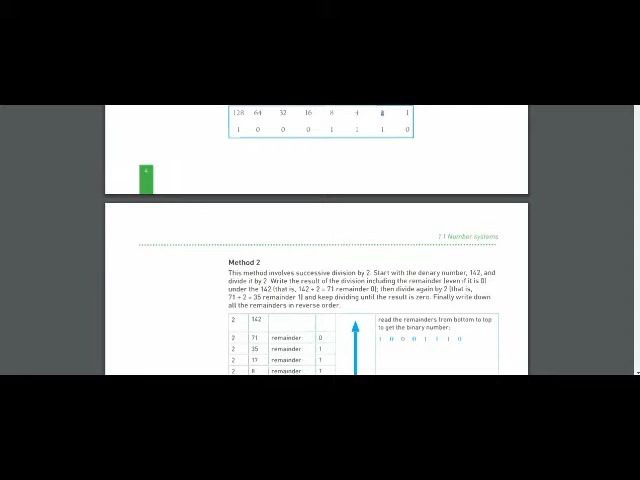 128 64 32 16 8 4 2 1
1 0 0 0 1 1 1 0
4
1.1 Number systems
Method 2
This method involves successive division by 2. Start with the denary number, 142, and
divide it by 2. Write the result of the division including the remainder (even if it is 0)
under the 142 (that is, 142 ÷ 2 = 71 remainder 0); then divide again by 2 (that is,
71 ÷ 2 = 35 remainder 1) and keep dividing until the result is zero. Finally write down
all the remainders in reverse order.
2 142
2 71 remainder: 0
2 35 remainder: 1
2 17 remainder: 1
2 8 remainder: 1
read the remainders from bottom to top
to get the binary number:
1 0 0 0 1 1 1 0